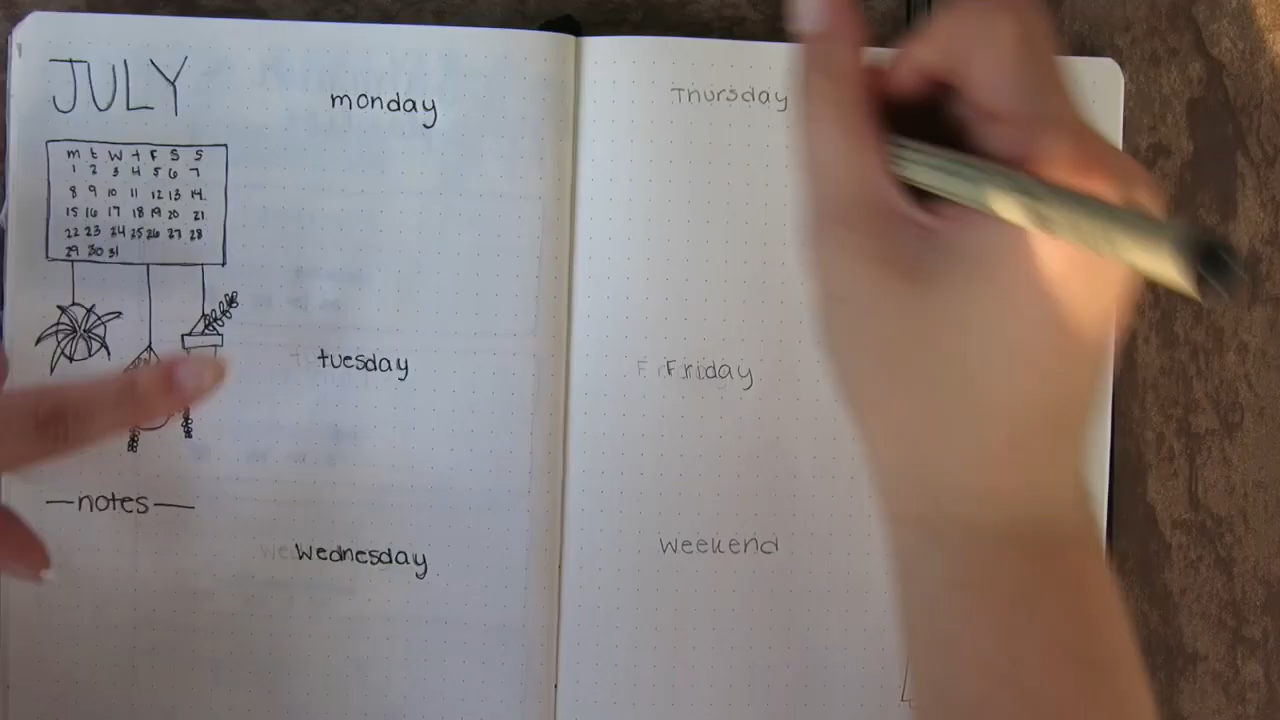 JULY
m t w t F S S
1 2 3 4 5 6 7
8 9 10 11 12 13 14
15 16 17 18 19 20 21
22 23 24 25 26 27 28
29 30 31
notes
monday
tuesday
wednesday
Thursday
Friday
weekend